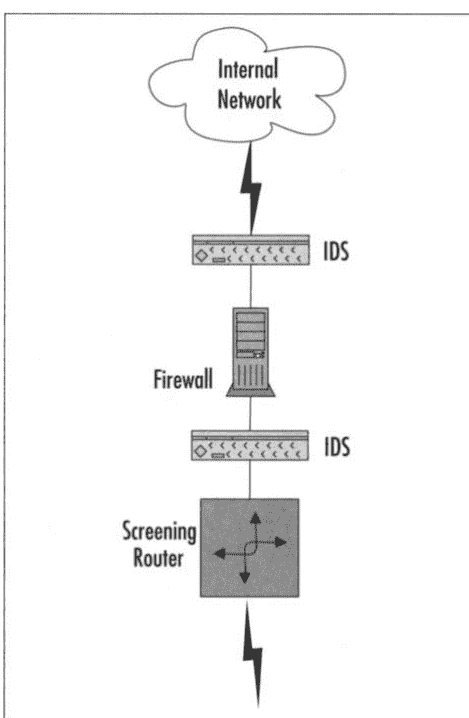 Internal
Network
IDS
Firewall
IDS
Screening
Router